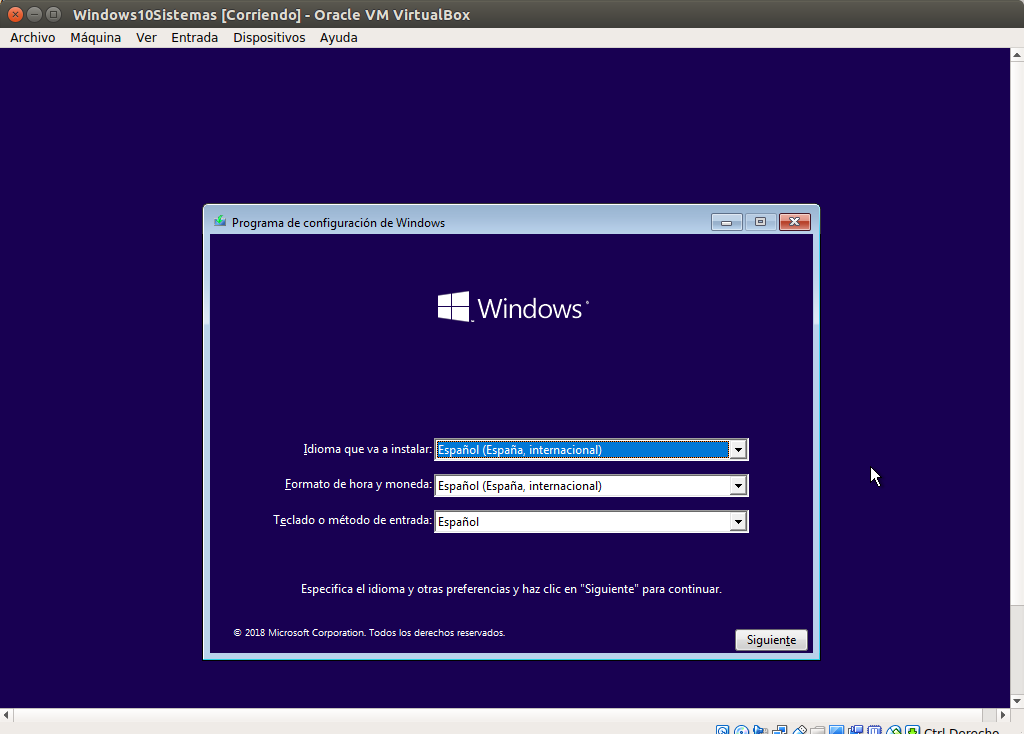 Windows10Sistemas [Corriendo] - Oracle VM VirtualBox
Archivo Máquina Ver Entrada Dispositivos Ayuda
Programa de configuración de Windows
Windows
Idioma que va a instalar: Español (España, internacional)
Formato de hora y moneda: Español (España, internacional)
Teclado o método de entrada: Español
Especifica el idioma y otras preferencias y haz clic en "Siguiente" para continuar.
© 2018 Microsoft Corporation. Todos los derechos reservados.
Siguiente
Ctrl Derecho